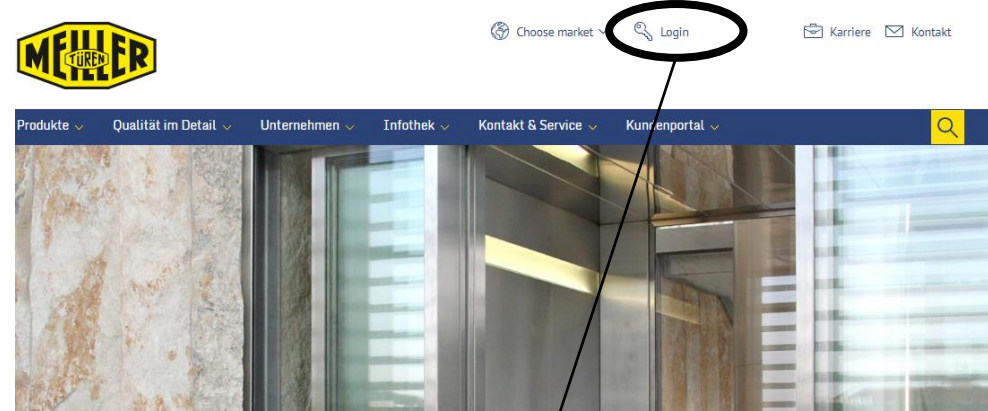 MEILLER
TÜREN
Choose market
Login
Karriere
Kontakt
Produkte
Qualität im Detail
Unternehmen
Infothek
Kontakt & Service
Kundenportal